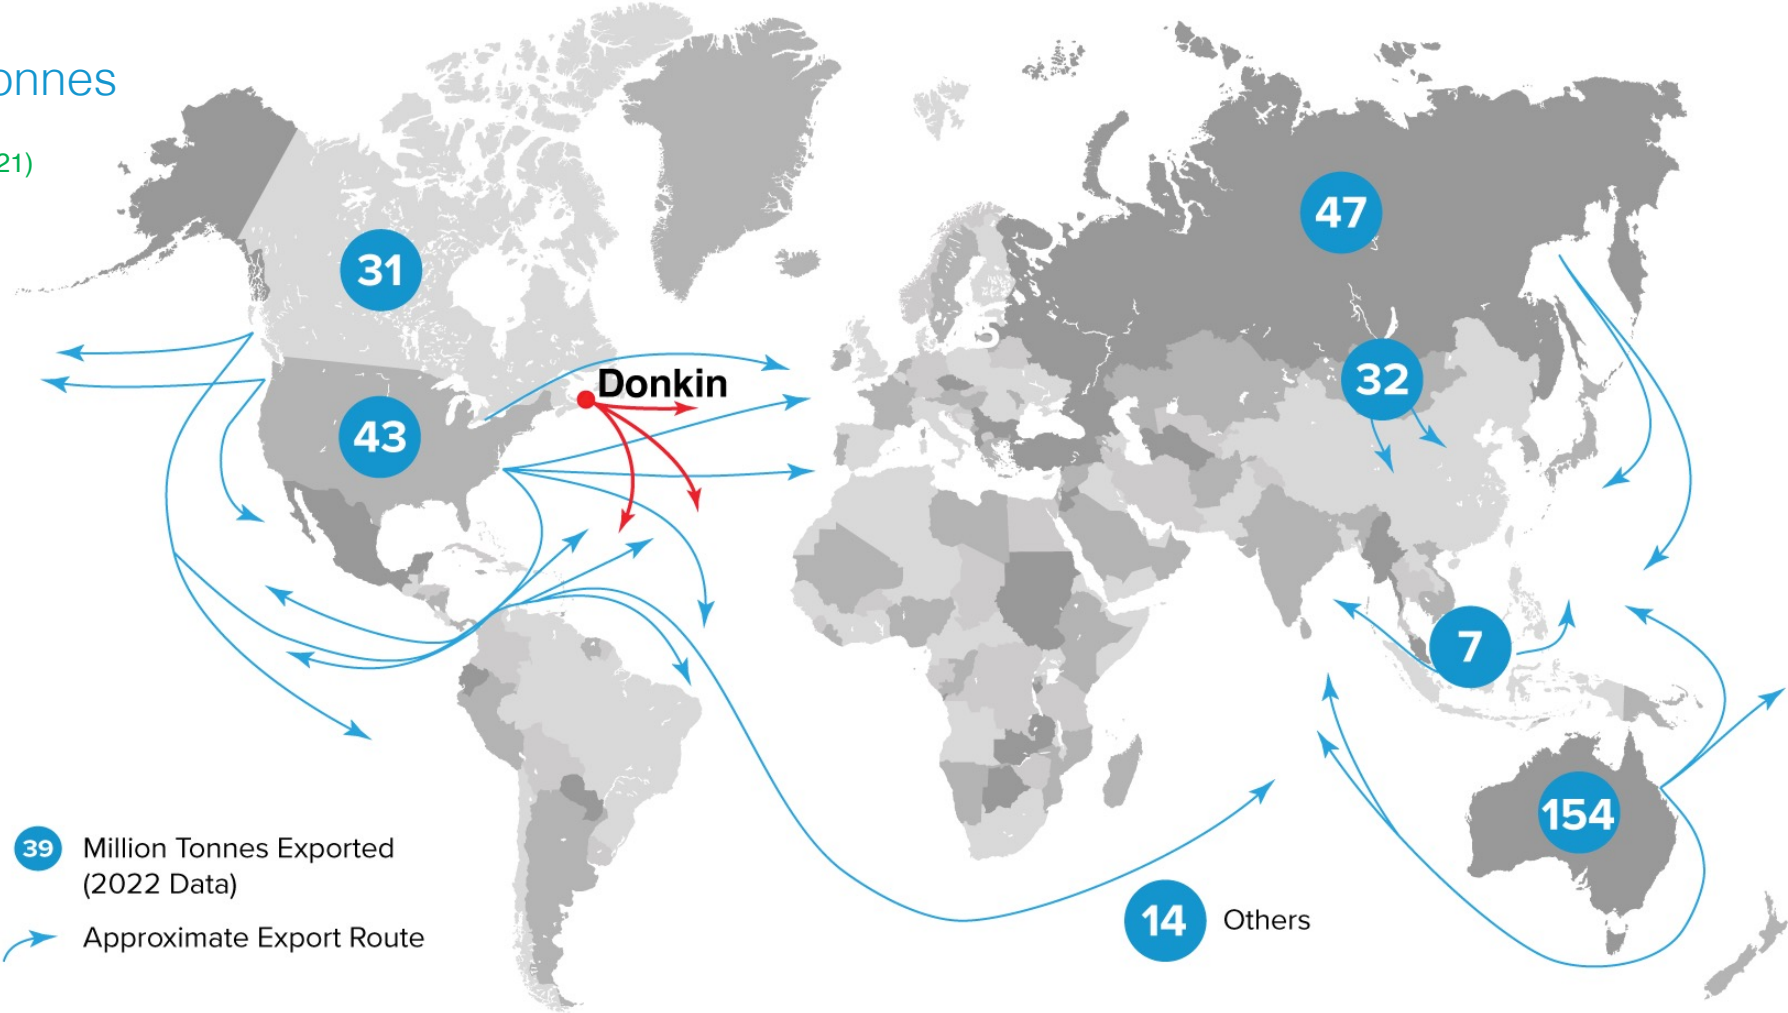 onnes
21)
31
47
43
Donkin
32
7
154
39
Million Tonnes Exported
(2022 Data)
Approximate Export Route
14
Others